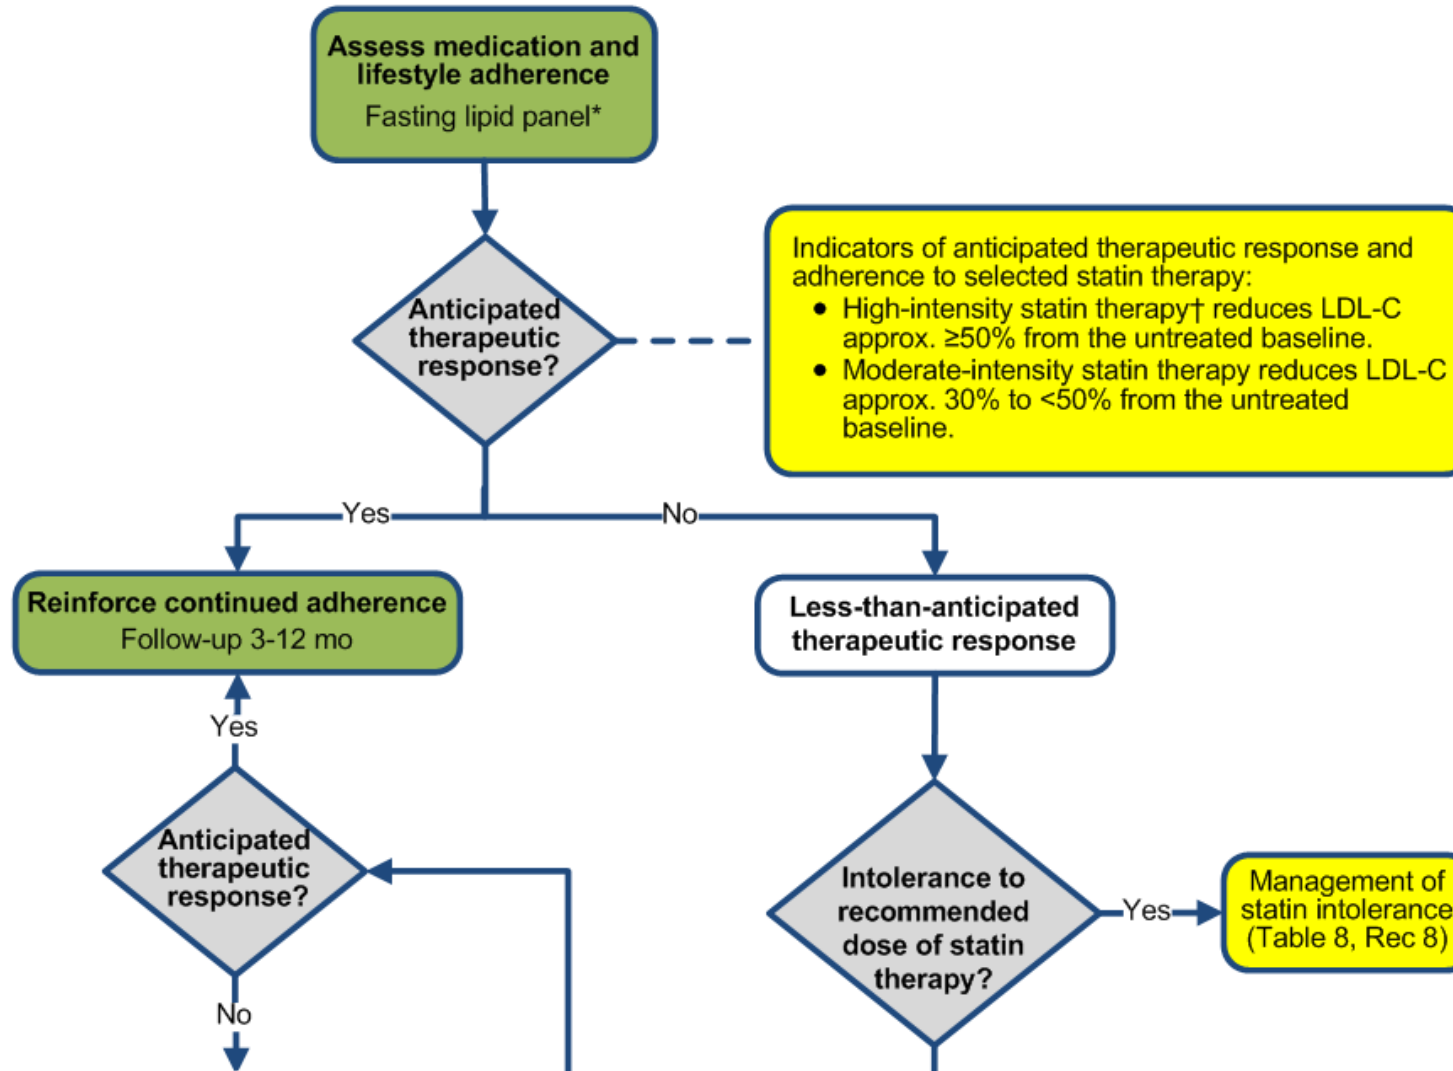 Assess medication and
lifestyle adherence
Fasting lipid panel*
Anticipated
therapeutic
response?
Indicators of anticipated therapeutic response and
adherence to selected statin therapy:
● High-intensity statin therapy† reduces LDL-C
approx. ≥50% from the untreated baseline.
● Moderate-intensity statin therapy reduces LDL-C
approx. 30% to <50% from the untreated
baseline.
Yes
No
Reinforce continued adherence
Follow-up 3-12 mo
Less-than-anticipated
therapeutic response
Yes
Anticipated
therapeutic
response?
Intolerance to
recommended
dose of statin
therapy?
Yes
Management of
statin intolerance
(Table 8, Rec 8)
No